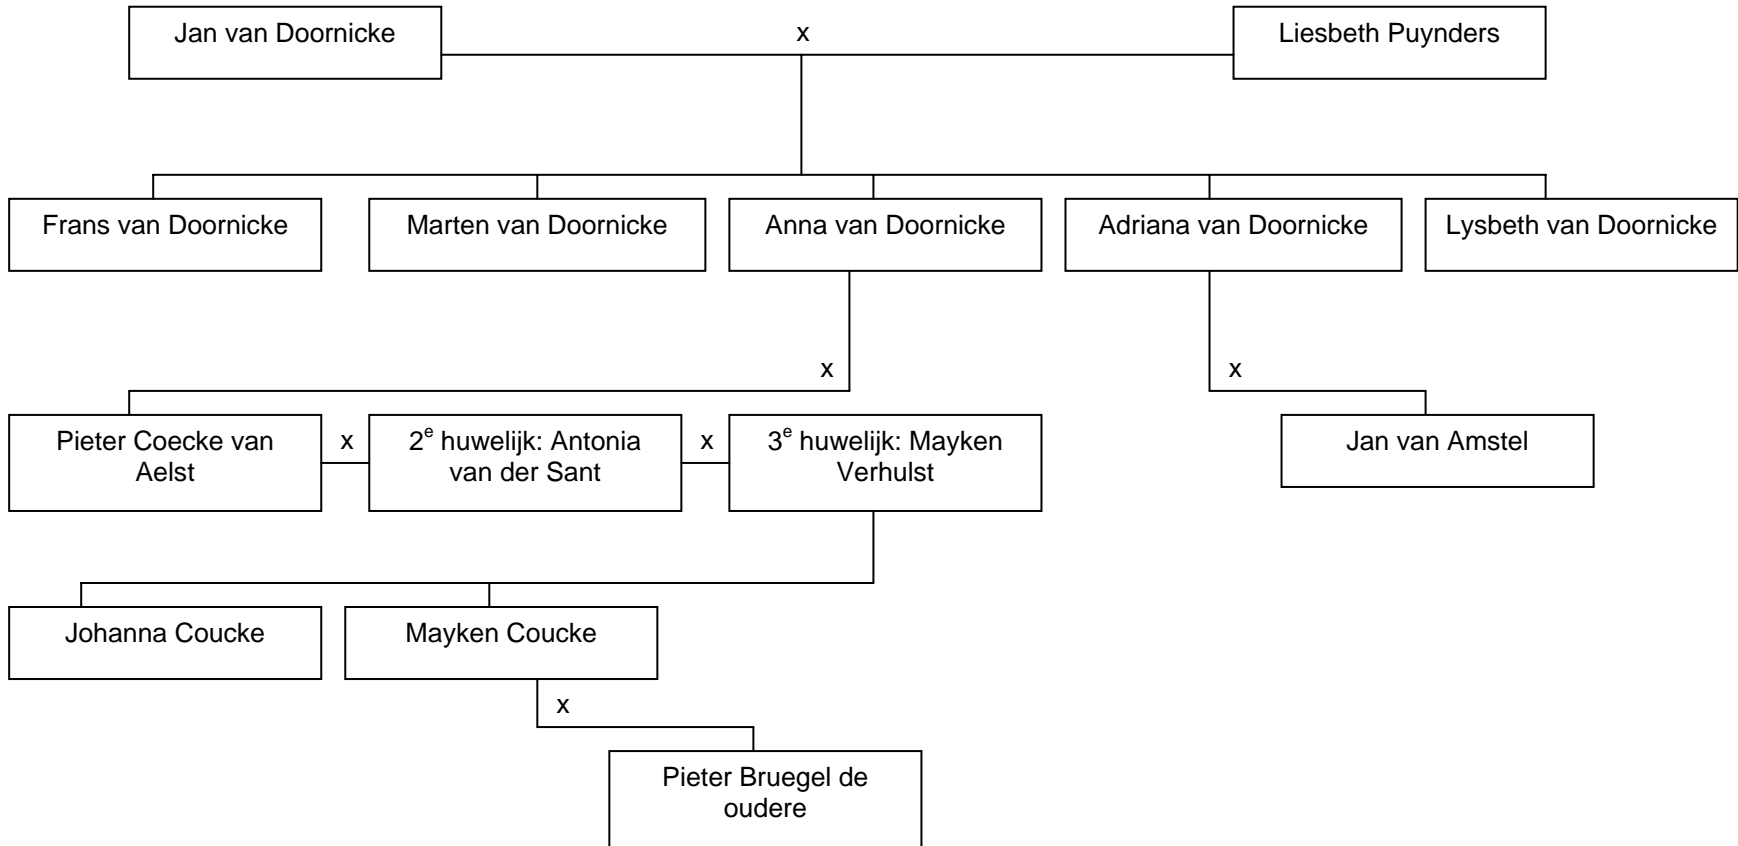 Jan van Doornicke
x
Liesbeth Puynders
Frans van Doornicke
Marten van Doornicke
Anna van Doornicke
Adriana van Doornicke
Lysbeth van Doornicke
x
x
Pieter Coecke van
Aelst
x
2e huwelijk: Antonia
van der Sant
x
3e huwelijk: Mayken
Verhulst
Jan van Amstel
Johanna Coucke
Mayken Coucke
x
Pieter Bruegel de
oudere